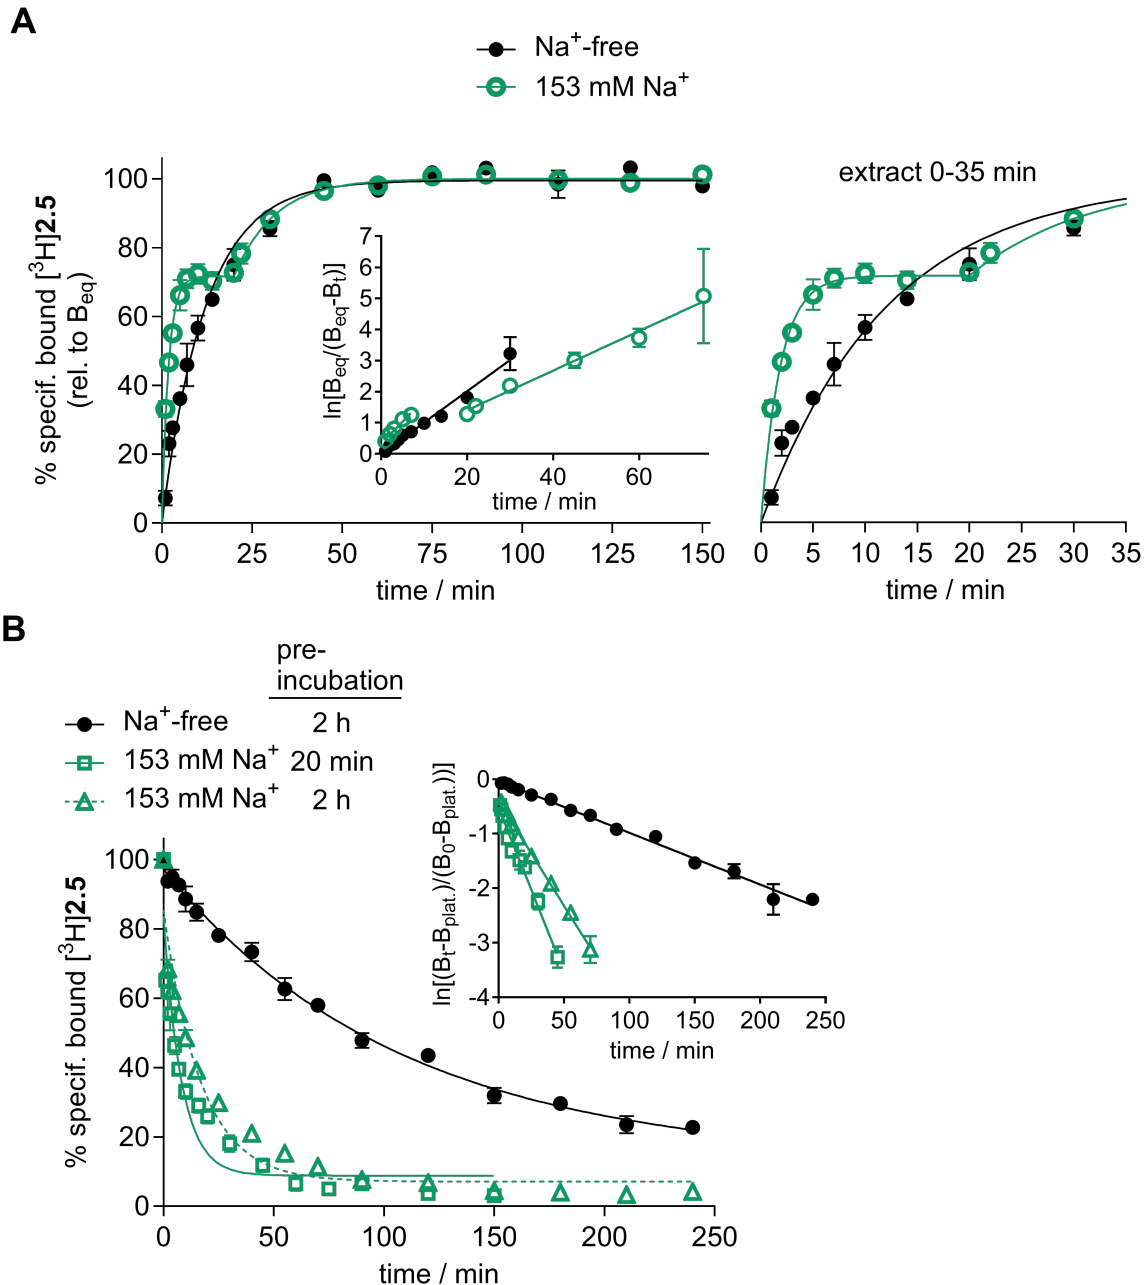 A
Na⁺-free
153 mM Na⁺
% specif. bound [³H]2.5
(rel. to Beq)
100
80
60
40
20
0
0 25 50 75 100 125 150
time / min
ln[Beq/(Beq-Bt)]
7
6
5
4
3
2
1
0
0 20 40 60
time / min
extract 0-35 min
0 5 10 15 20 25 30 35
time / min
B
pre-
incubation
Na⁺-free 2 h
153 mM Na⁺ 20 min
153 mM Na⁺ 2 h
% specif. bound [³H]2.5
100
80
60
40
20
0
0 50 100 150 200 250
time / min
ln[(Bt-Bplat.)/(B0-Bplat.))]
0
-1
-2
-3
-4
0 50 100 150 200 250
time / min